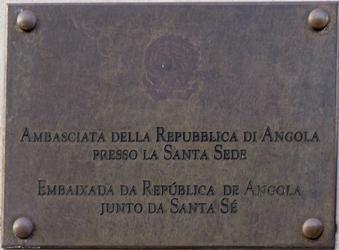 AMBASCIATA DELLA REPUBBLICA DI ANGOLA
PRESSO LA SANTA SEDE
EMBAIXADA DA REPÚBLICA DE ANGOLA
JUNTO DA SANTA SÉ